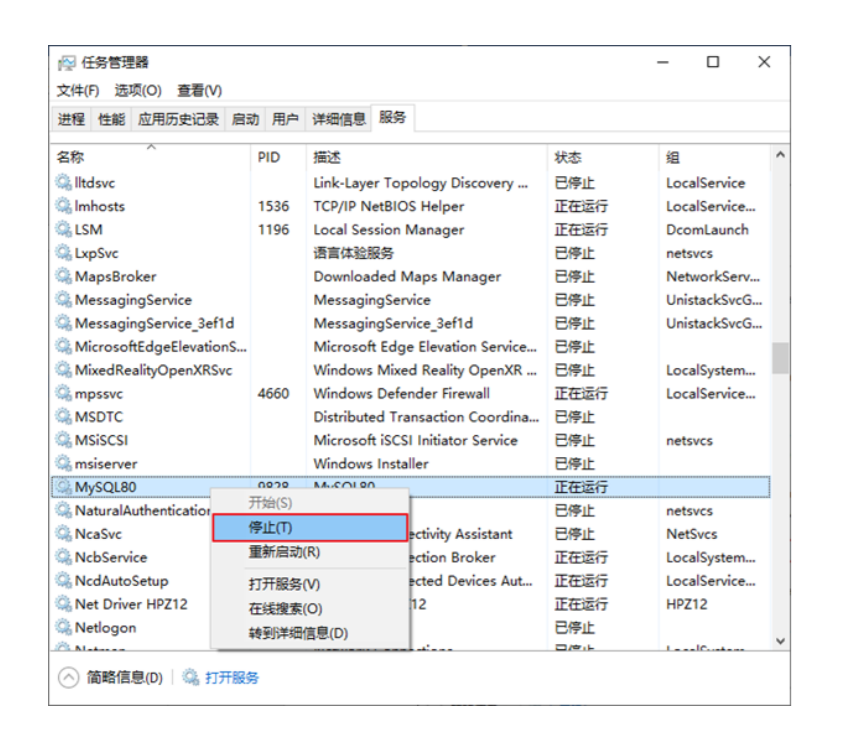 任务管理器
文件(F) 选项(O) 查看(V)
进程 性能 应用历史记录 启动 用户 详细信息 服务
名称 PID 描述 状态 组
lltdsvc Link-Layer Topology Discovery ... 已停止 LocalService
lmhosts 1536 TCP/IP NetBIOS Helper 正在运行 LocalService...
LSM 1196 Local Session Manager 正在运行 DcomLaunch
LxpSvc 语言体验服务 已停止 netsvcs
MapsBroker Downloaded Maps Manager 已停止 NetworkServ...
MessagingService MessagingService 已停止 UnistackSvcG...
MessagingService_3ef1d MessagingService_3ef1d 已停止 UnistackSvcG...
MicrosoftEdgeElevationS... Microsoft Edge Elevation Service... 已停止
MixedRealityOpenXRSvc Windows Mixed Reality OpenXR ... 已停止 LocalSystem...
mpssvc 4660 Windows Defender Firewall 正在运行 LocalService...
MSDTC Distributed Transaction Coordina... 已停止
MSiSCSI Microsoft iSCSI Initiator Service 已停止 netsvcs
msiserver Windows Installer 已停止
MySQL80 9828 MySQL80 正在运行
开始(S)
NaturalAuthentication 已停止 netsvcs
停止(T)
NcaSvc ectivity Assistant 已停止 NetSvcs
重新启动(R)
NcbService ection Broker 正在运行 LocalSystem...
打开服务(V)
NcdAutoSetup ected Devices Aut... 正在运行 LocalService...
在线搜索(O)
Net Driver HPZ12 12 正在运行 HPZ12
转到详细信息(D)
Netlogon 已停止
简略信息(D) 打开服务